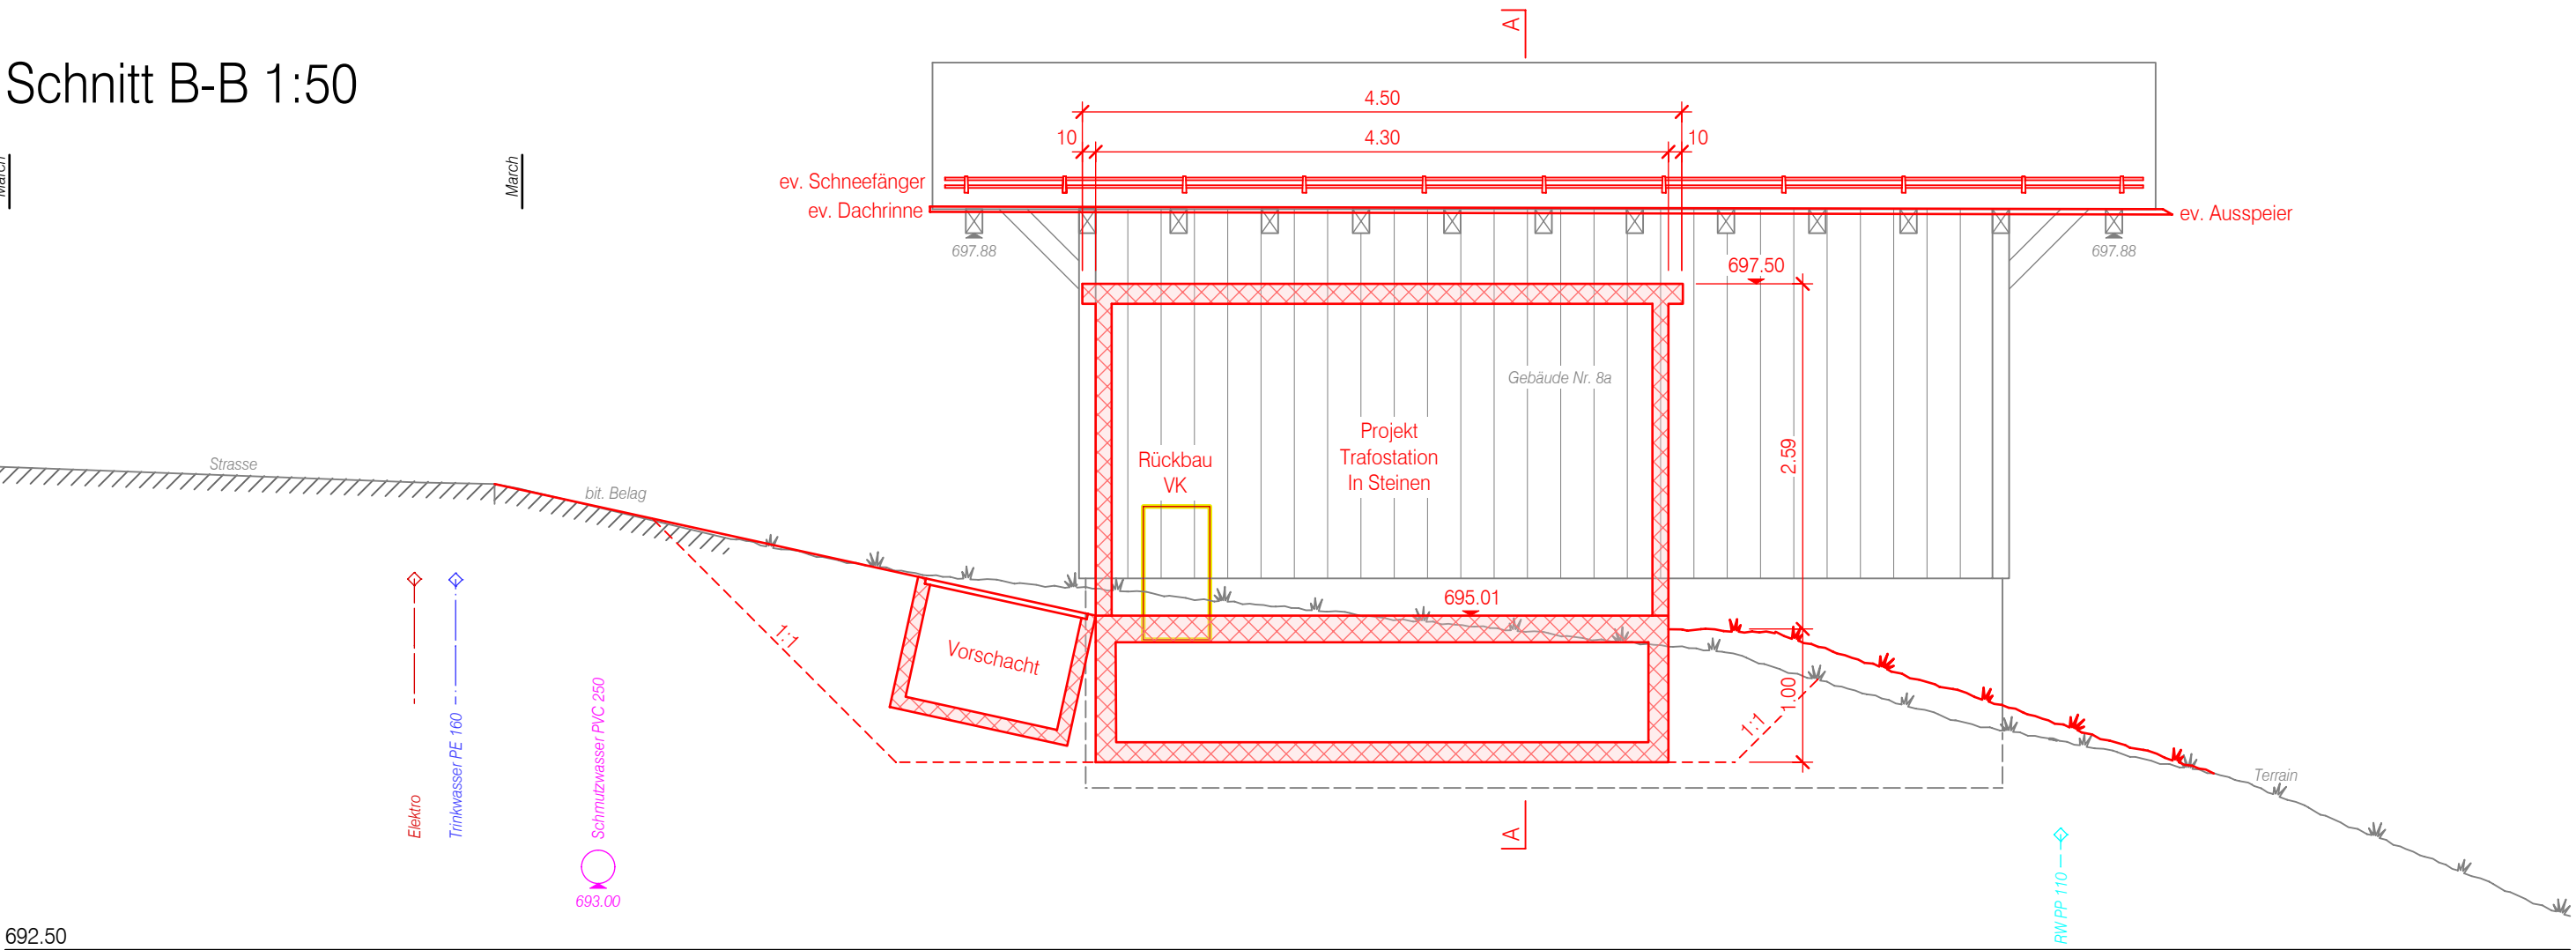 A
Schnitt B-B 1:50
4.50
10
4.30
10
March
March
ev. Schneefänger
ev. Dachrinne
ev. Ausspeier
697.88
697.88
697.50
Gebäude Nr. 8a
Projekt
Trafostation
In Steinen
Rückbau
VK
2.59
Strasse
bit. Belag
695.01
1:1
Vorschacht
1.00
1:1
Terrain
Elektro
Trinkwasser PE 160
Schmutzwasser PVC 250
693.00
A
RW PP 110
692.50